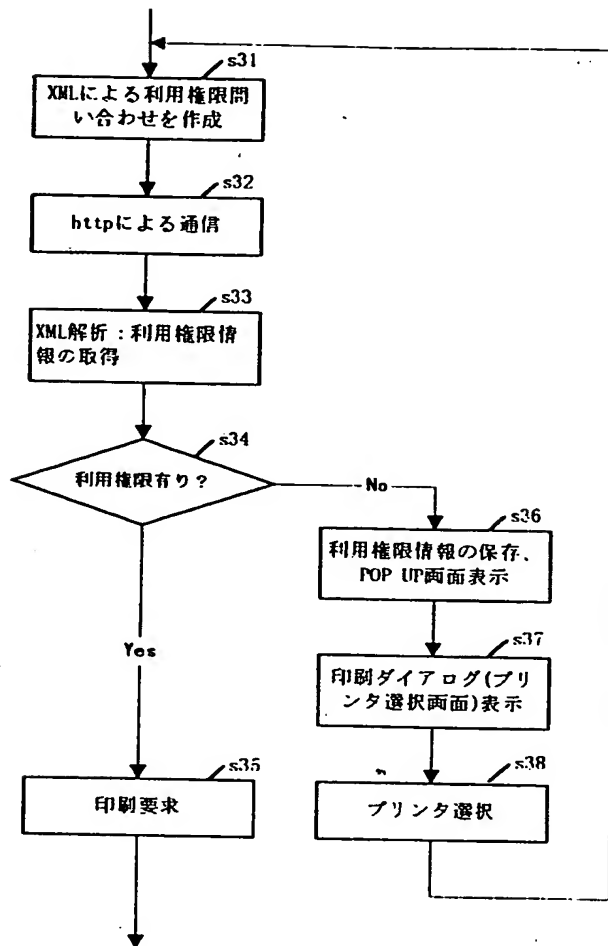 s31
XMLによる利用権限問
い合わせを作成
s32
httpによる通信
s33
XML解析：利用権限情
報の取得
s34
利用権限有り？
No
s36
利用権限情報の保存、
POP UP画面表示
Yes
s37
印刷ダイアログ(プリ
ンタ選択画面)表示
s35
印刷要求
s38
プリンタ選択